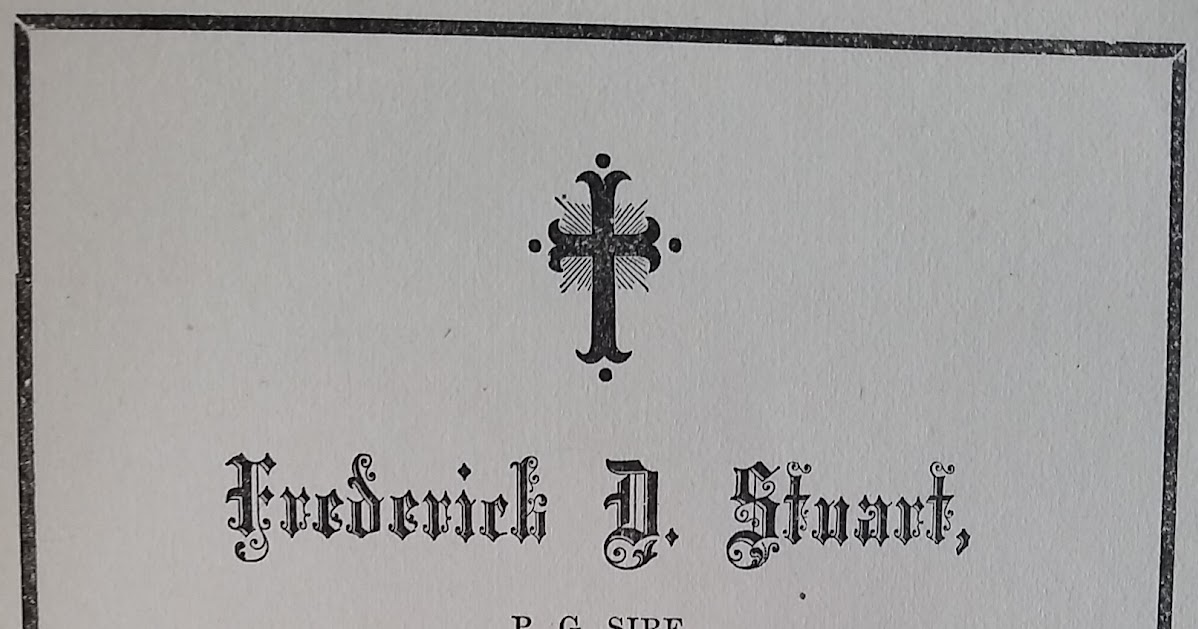 Frederick D. Stuart,
P. G. SIRE